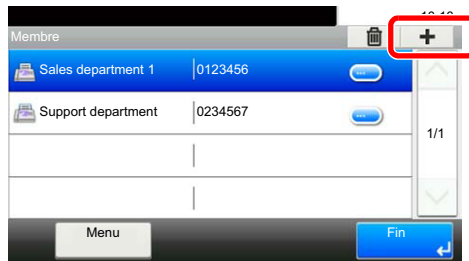 Membre
Sales department 1 0123456
Support department 0234567
1/1
Menu
Fin